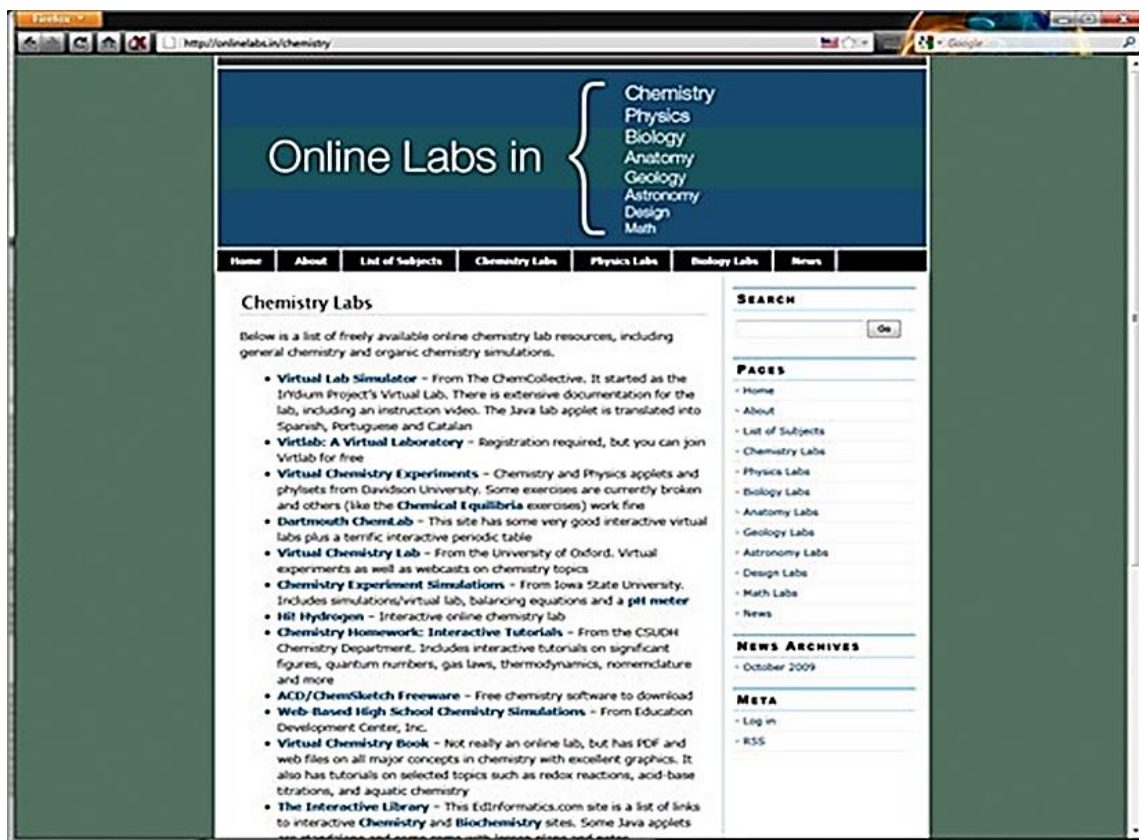 Firefox
http://onlinelabs.in/chemistry
Google
Online Labs in
Chemistry
Physics
Biology
Anatomy
Geology
Astronomy
Design
Math
Home About List of Subjects Chemistry Labs Physics Labs Biology Labs News
Chemistry Labs
Below is a list of freely available online chemistry lab resources, including
general chemistry and organic chemistry simulations.
• Virtual Lab Simulator – From The ChemCollective. It started as the
IrYdium Project's Virtual Lab. There is extensive documentation for the
lab, including an instruction video. The Java lab applet is translated into
Spanish, Portuguese and Catalan
• Virtlab: A Virtual Laboratory – Registration required, but you can join
Virtlab for free
• Virtual Chemistry Experiments – Chemistry and Physics applets and
phylsets from Davidson University. Some exercises are currently broken
and others (like the Chemical Equilibria exercises) work fine
• Dartmouth ChemLab – This site has some very good interactive virtual
labs plus a terrific interactive periodic table
• Virtual Chemistry Lab – From the University of Oxford. Virtual
experiments as well as webcasts on chemistry topics
• Chemistry Experiment Simulations – From Iowa State University.
Includes simulations/virtual lab, balancing equations and a pH meter
• Hi! Hydrogen – Interactive online chemistry lab
• Chemistry Homework: Interactive Tutorials – From the CSUDH
Chemistry Department. Includes interactive tutorials on significant
figures, quantum numbers, gas laws, thermodynamics, nomemclature
and more
• ACD/ChemSketch Freeware – Free chemistry software to download
• Web-Based High School Chemistry Simulations – From Education
Development Center, Inc.
• Virtual Chemistry Book – Not really an online lab, but has PDF and
web files on all major concepts in chemistry with excellent graphics. It
also has tutorials on selected topics such as redox reactions, acid-base
titrations, and aquatic chemistry
• The Interactive Library – This EdInformatics.com site is a list of links
to interactive Chemistry and Biochemistry sites. Some Java applets
SEARCH
Go
PAGES
Home
About
List of Subjects
Chemistry Labs
Physics Labs
Biology Labs
Anatomy Labs
Geology Labs
Astronomy Labs
Design Labs
Math Labs
News
NEWS ARCHIVES
October 2009
META
Log in
RSS